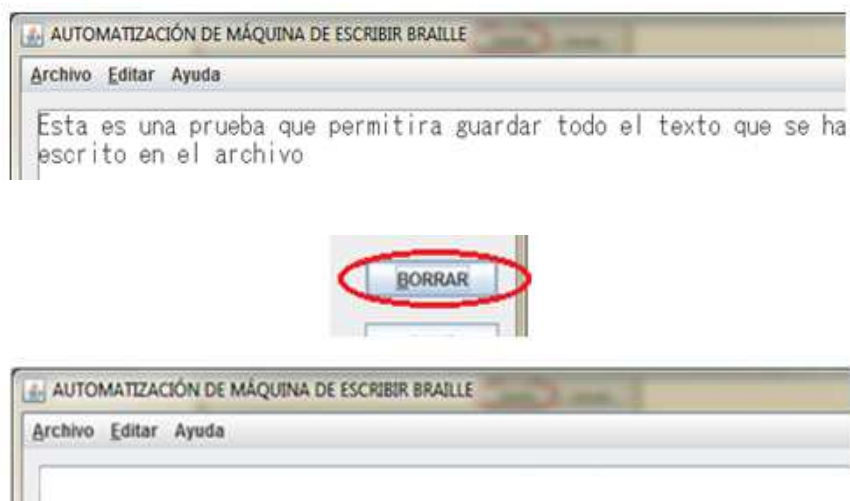 AUTOMATIZACIÓN DE MÁQUINA DE ESCRIBIR BRAILLE
Archivo Editar Ayuda
Esta es una prueba que permitira guardar todo el texto que se ha
escrito en el archivo
BORRAR
AUTOMATIZACIÓN DE MÁQUINA DE ESCRIBIR BRAILLE
Archivo Editar Ayuda